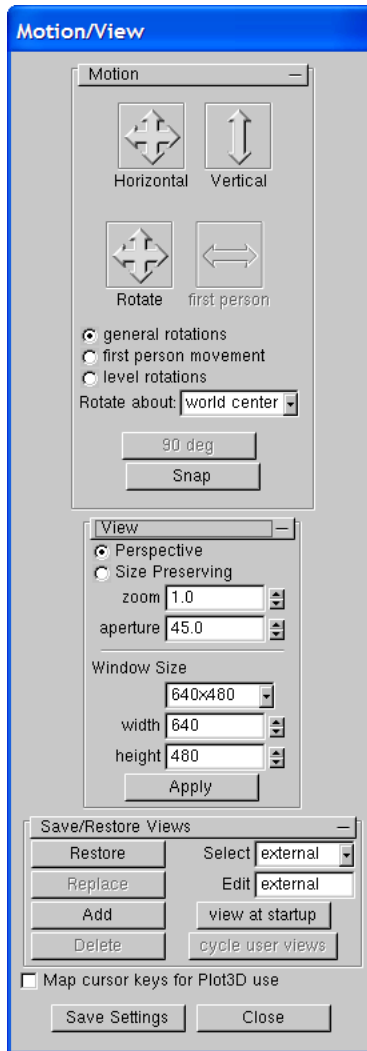 Motion/View
Motion
Horizontal Vertical
Rotate first person
general rotations
first person movement
level rotations
Rotate about: world center
90 deg
Snap
View
Perspective
Size Preserving
zoom 1.0
aperture 45.0
Window Size
640x480
width 640
height 480
Apply
Save/Restore Views
Restore Select external
Replace Edit external
Add view at startup
Delete cycle user views
Map cursor keys for Plot3D use
Save Settings Close